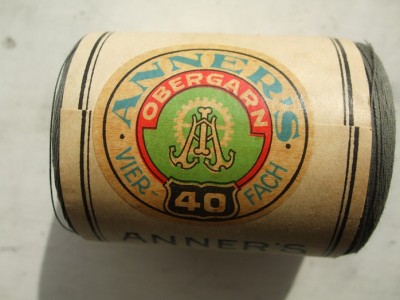 ANNER'S
OBERGARN
VIER-FACH
40
ANNER'S